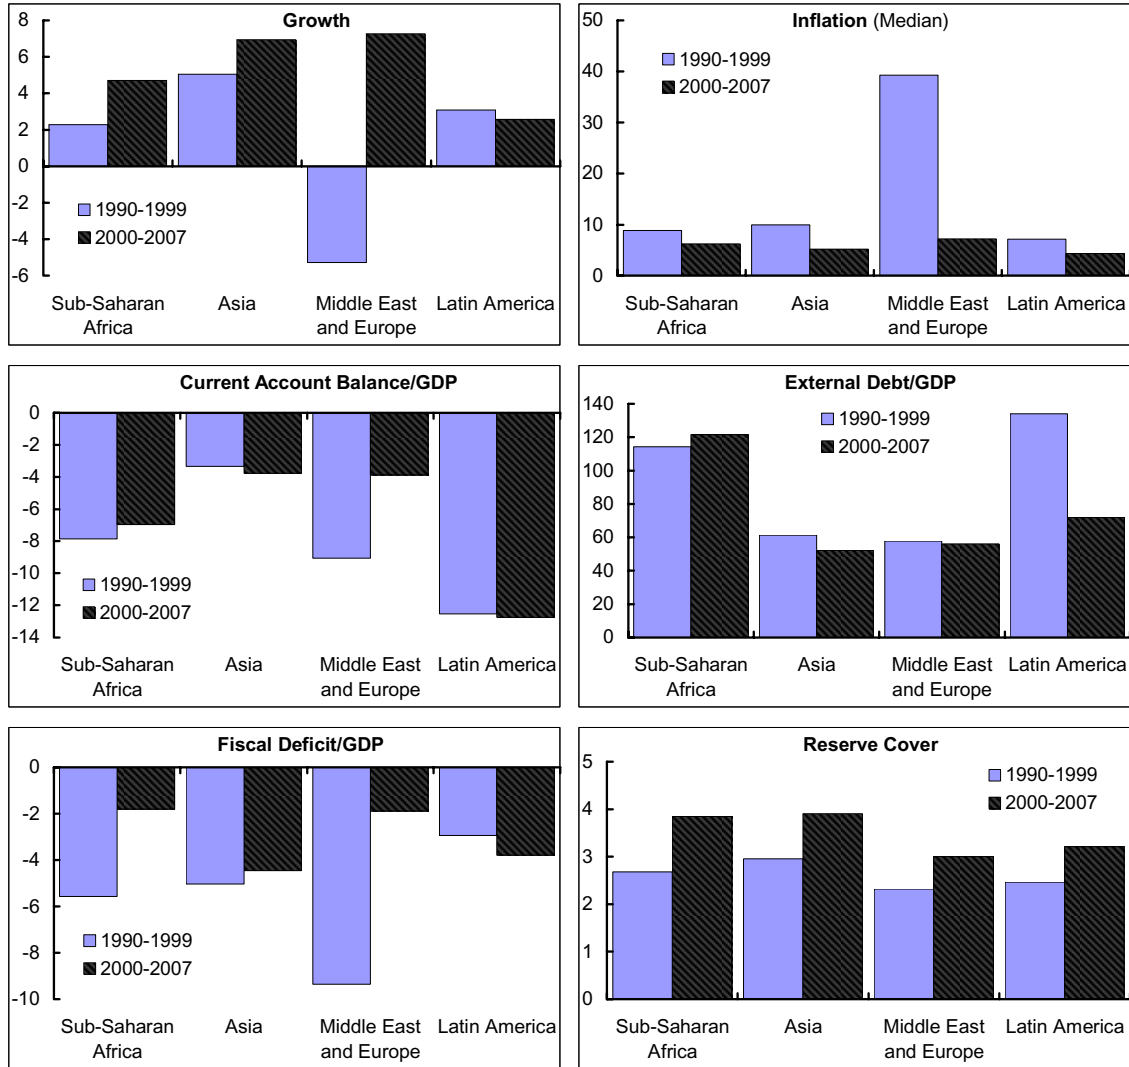 Growth
8
6
4
2
0
-2
-4
-6
1990-1999
2000-2007
Sub-Saharan Africa
Asia
Middle East and Europe
Latin America
Inflation (Median)
50
40
30
20
10
0
1990-1999
2000-2007
Sub-Saharan Africa
Asia
Middle East and Europe
Latin America
Current Account Balance/GDP
0
-2
-4
-6
-8
-10
-12
-14
1990-1999
2000-2007
Sub-Saharan Africa
Asia
Middle East and Europe
Latin America
External Debt/GDP
140
120
100
80
60
40
20
0
1990-1999
2000-2007
Sub-Saharan Africa
Asia
Middle East and Europe
Latin America
Fiscal Deficit/GDP
0
-2
-4
-6
-8
-10
1990-1999
2000-2007
Sub-Saharan Africa
Asia
Middle East and Europe
Latin America
Reserve Cover
5
4
3
2
1
0
1990-1999
2000-2007
Sub-Saharan Africa
Asia
Middle East and Europe
Latin America